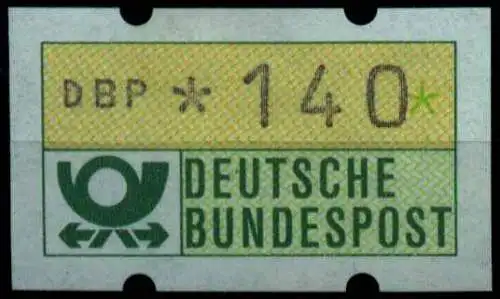 DBP *140*
DEUTSCHE
BUNDESPOST